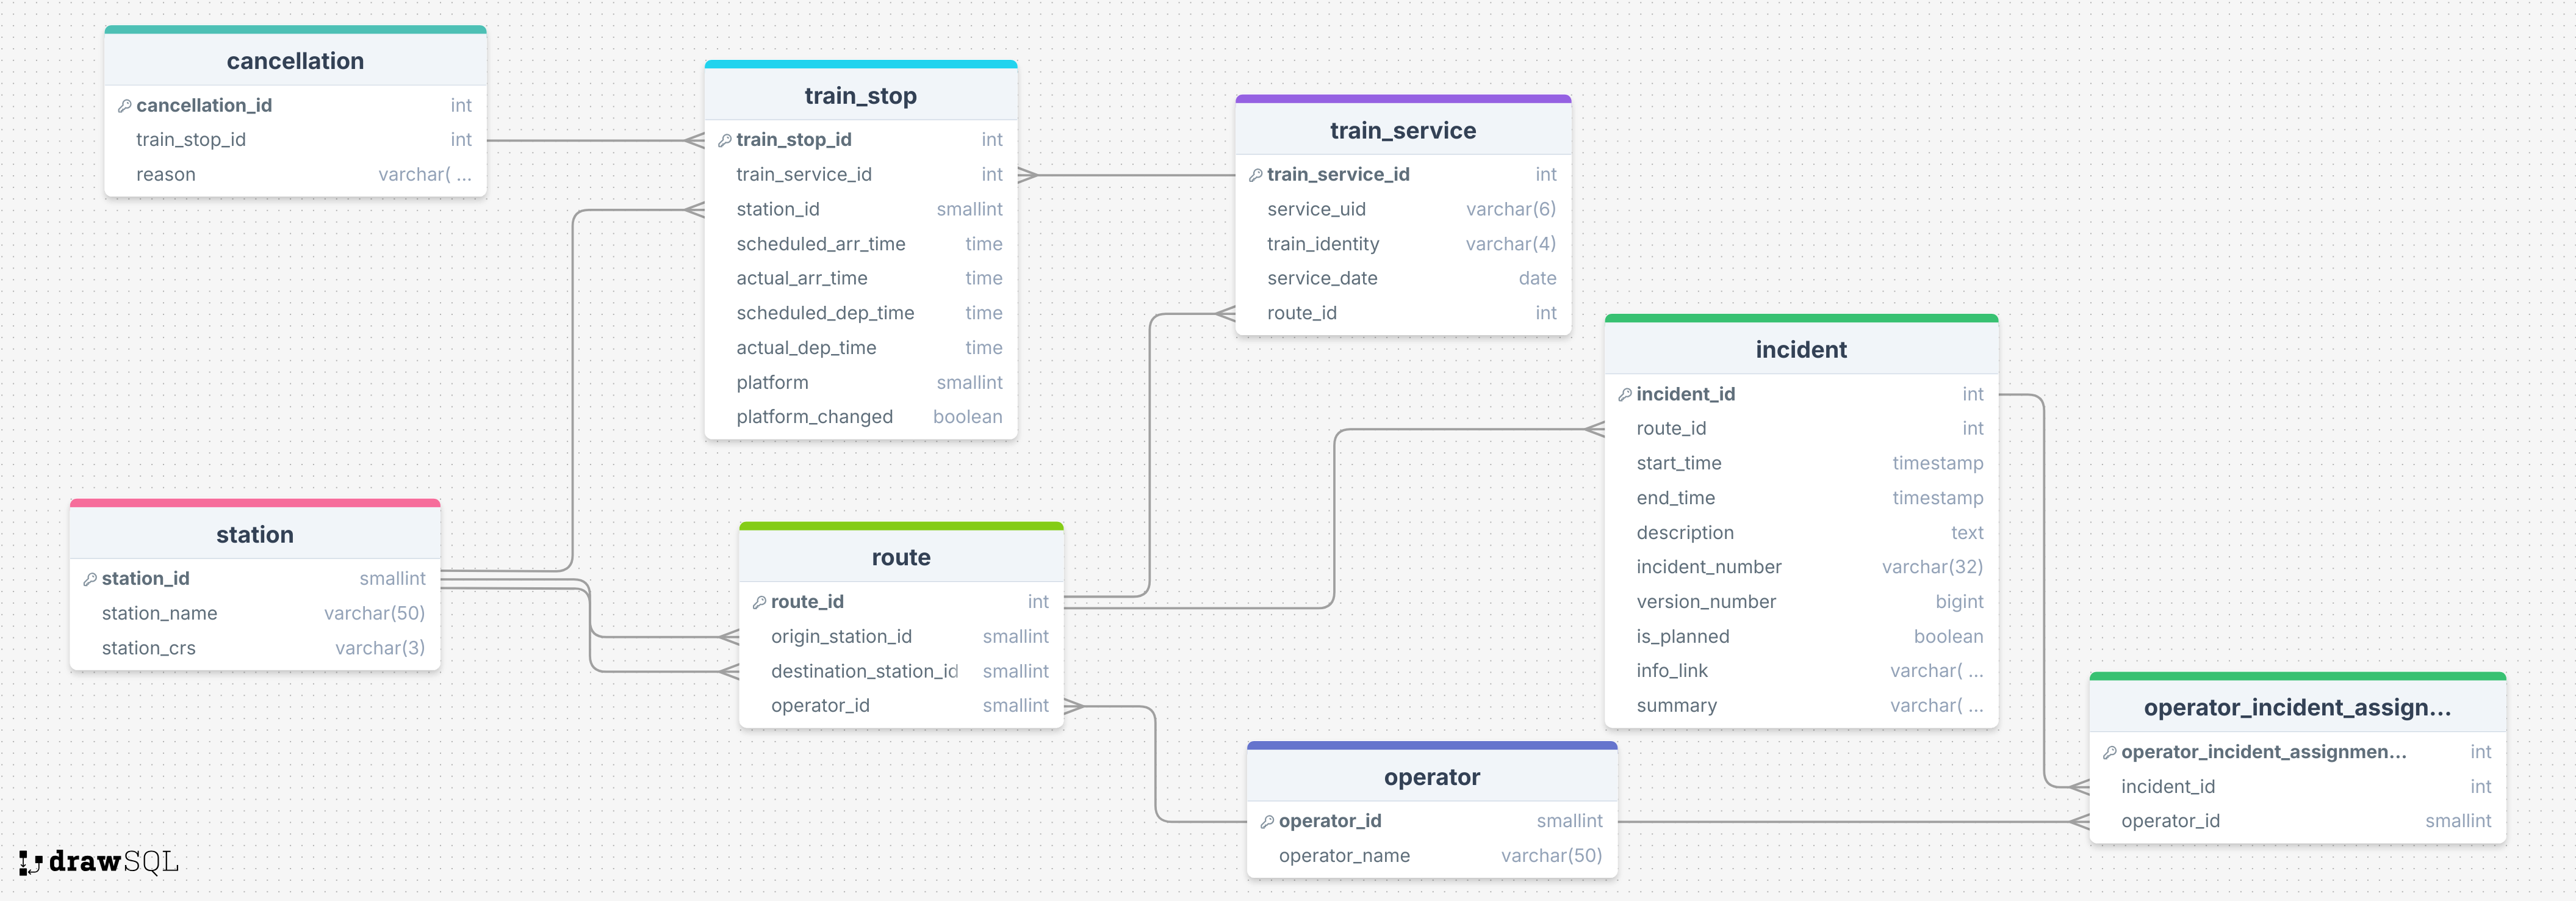 cancellation
cancellation_id int
train_stop_id int
reason varchar( ...
train_stop
train_stop_id int
train_service_id int
station_id smallint
scheduled_arr_time time
actual_arr_time time
scheduled_dep_time time
actual_dep_time time
platform smallint
platform_changed boolean
train_service
train_service_id int
service_uid varchar(6)
train_identity varchar(4)
service_date date
route_id int
incident
incident_id int
route_id int
start_time timestamp
end_time timestamp
description text
incident_number varchar(32)
version_number bigint
is_planned boolean
info_link varchar( ...
summary varchar( ...
station
station_id smallint
station_name varchar(50)
station_crs varchar(3)
route
route_id int
origin_station_id smallint
destination_station_id smallint
operator_id smallint
operator
operator_id smallint
operator_name varchar(50)
operator_incident_assign...
operator_incident_assignmen... int
incident_id int
operator_id smallint
drawSQL